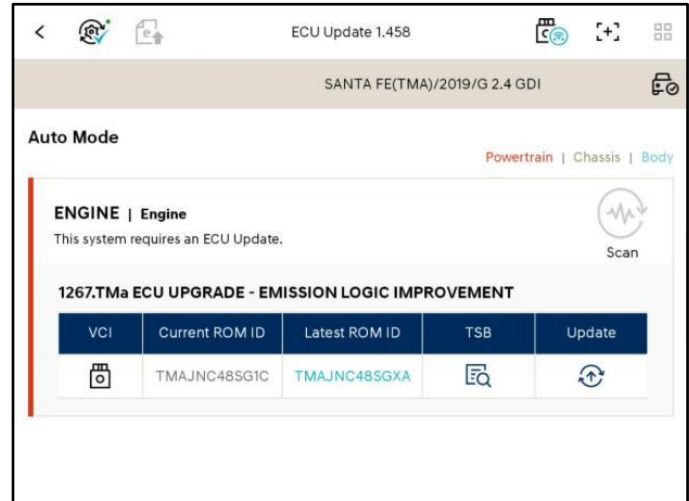 ECU Update 1.458
SANTA FE(TMA)/2019/G 2.4 GDI
Auto Mode
Powertrain | Chassis | Body
ENGINE | Engine
This system requires an ECU Update.
Scan
1267.TMa ECU UPGRADE - EMISSION LOGIC IMPROVEMENT
VCI Current ROM ID Latest ROM ID TSB Update
TMAJNC48SG1C TMAJNC48SGXA